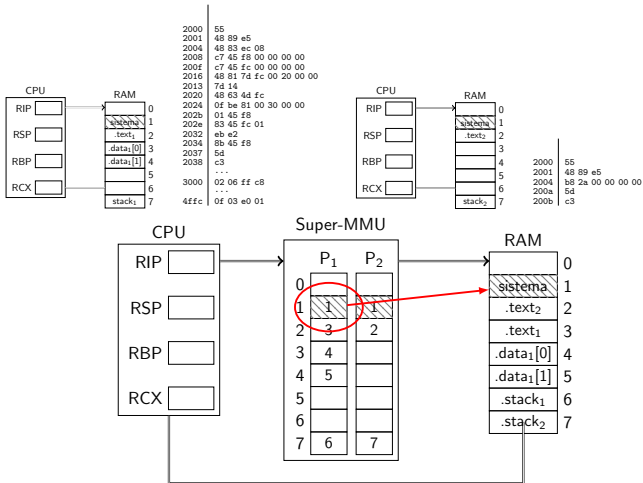 2000 55
2001 48 89 e5
2004 48 83 ec 08
2008 c7 45 f8 00 00 00 00
200f c7 45 fc 00 00 00 00
2016 48 81 7d fc 00 20 00 00
2013 7d 14
2020 48 63 4d fc
2024 0f be 81 00 30 00 00
202b 01 45 f8
202e 83 45 fc 01
2032 eb e2
2034 8b 45 f8
2037 5d
2038 c3
...
3000 02 06 ff c8
...
4ffc 0f 03 e0 01
CPU
RIP
RSP
RBP
RCX
RAM
0
sistema 1
.text1 2
.data1[0] 3
.data1[1] 4
5
6
stack1 7
CPU
RIP
RSP
RBP
RCX
RAM
0
sistema 1
.text2 2
3
4
5
6
stack2 7
2000 55
2001 48 89 e5
2004 b8 2a 00 00 00 00
200a 5d
200b c3
CPU
RIP
RSP
RBP
RCX
Super-MMU
P1 P2
0
1 1 1
2 3 2
3 4
4 5
5
6
7 6 7
RAM
0
sistema 1
.text2 2
.text1 3
.data1[0] 4
.data1[1] 5
.stack1 6
.stack2 7